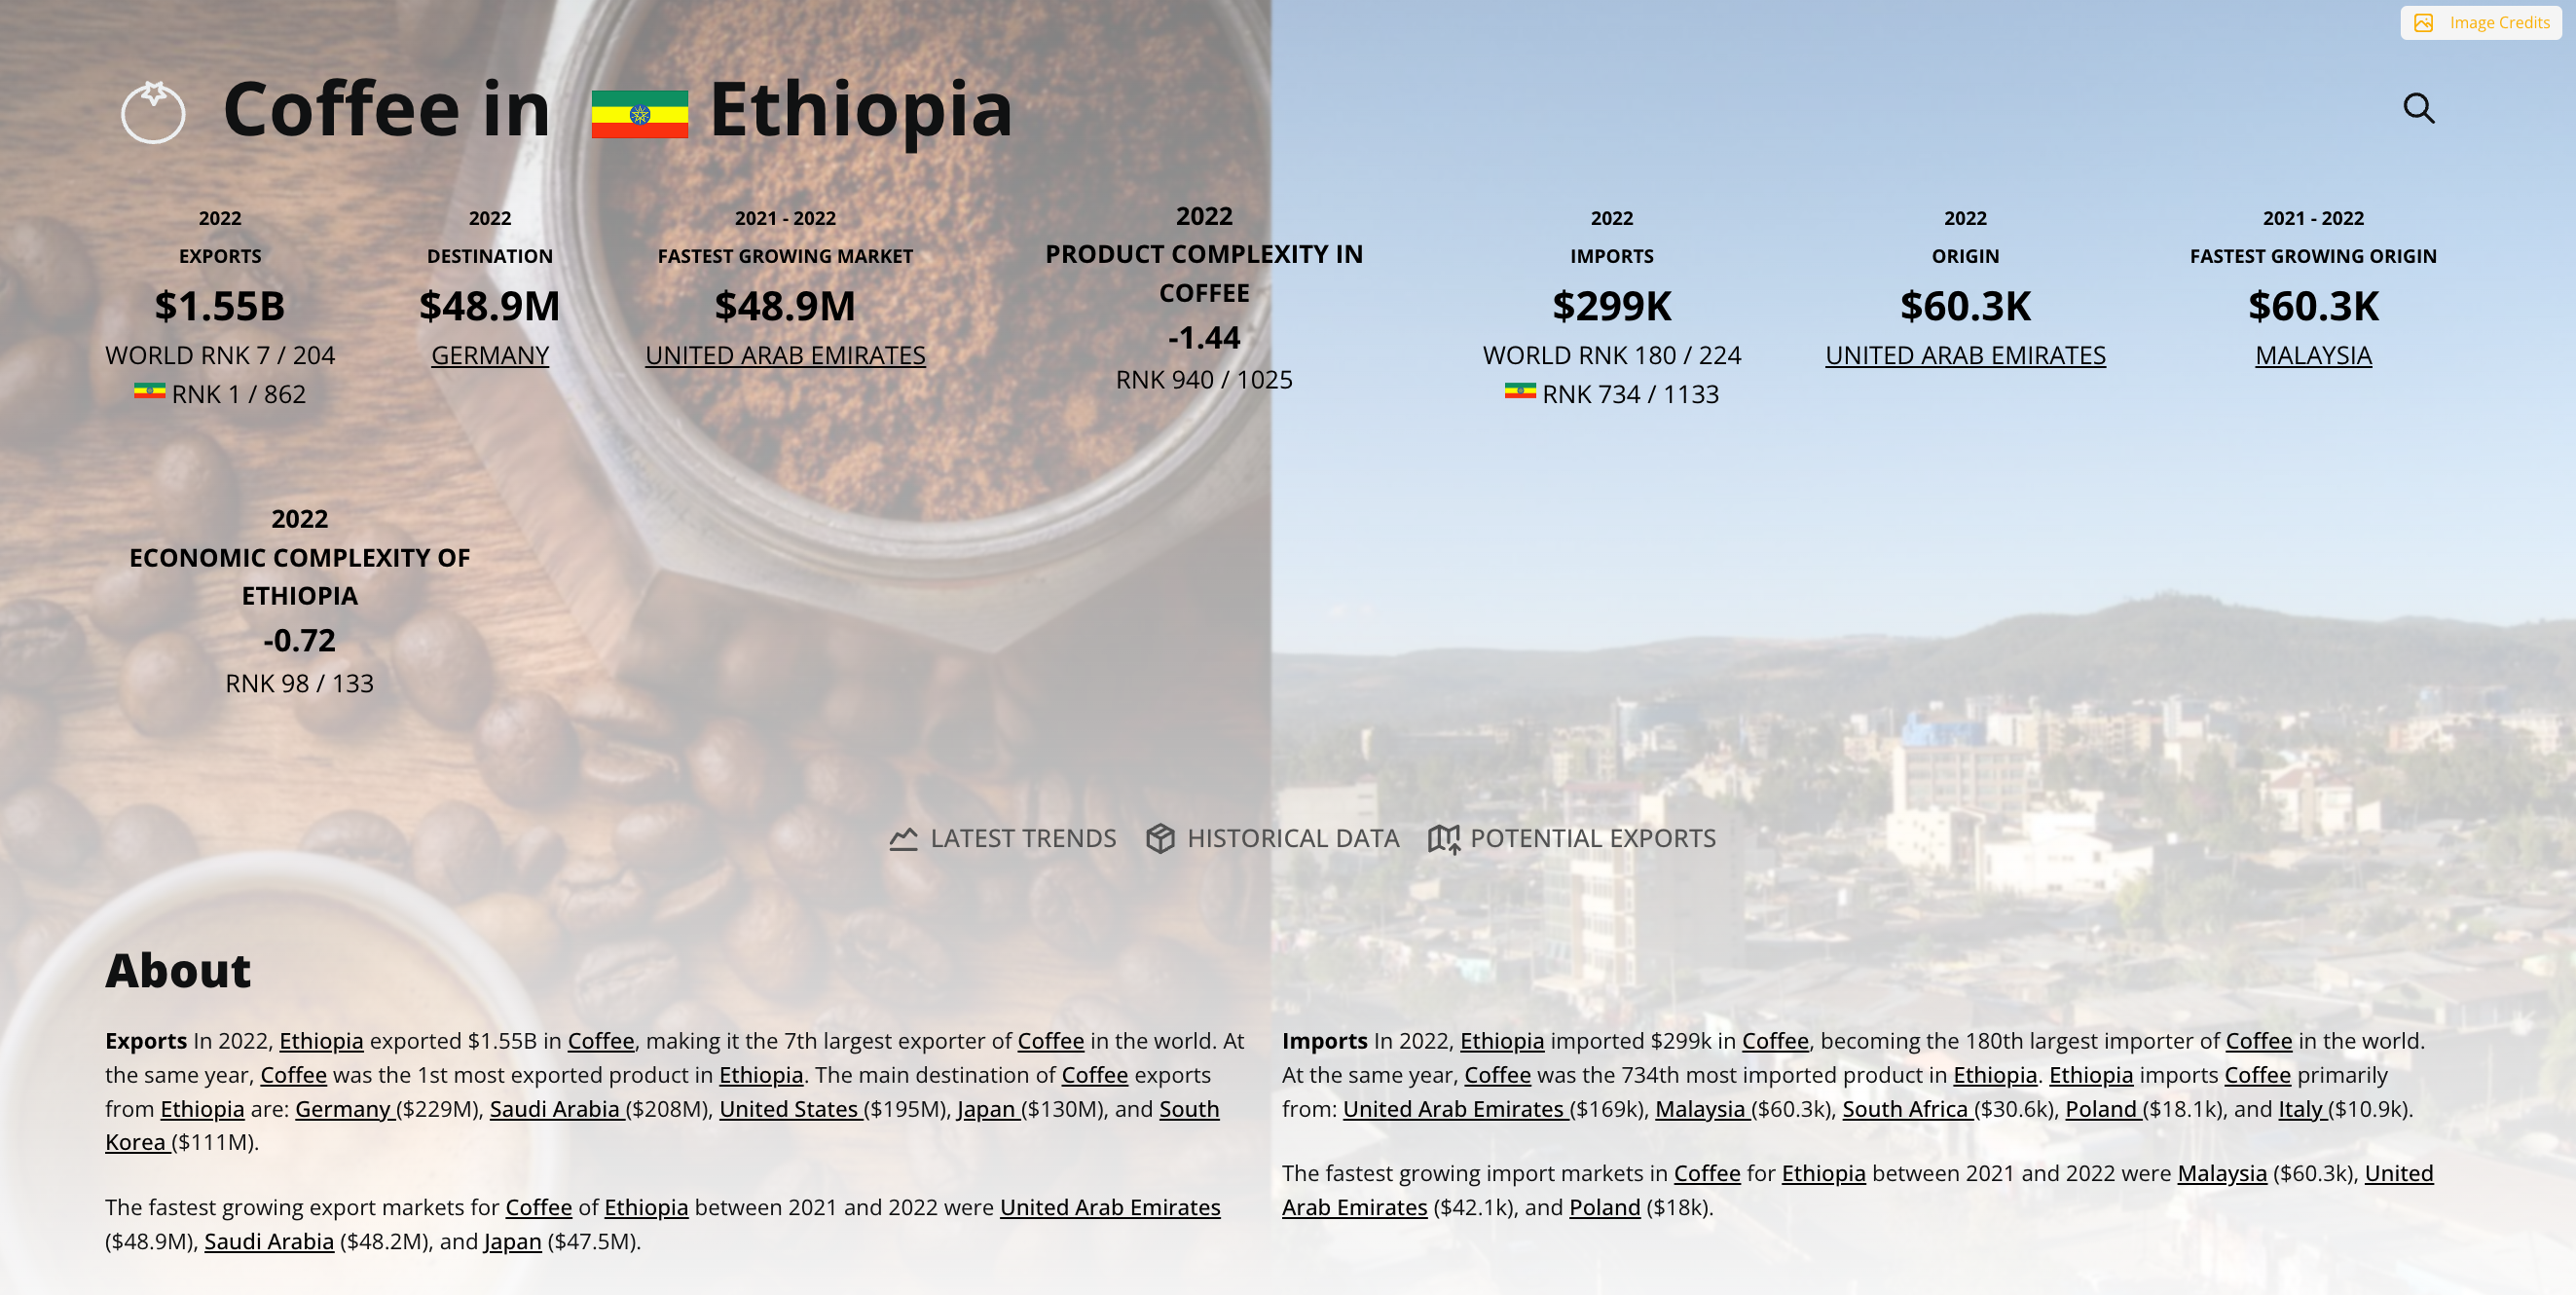 Image Credits
Coffee in Ethiopia
2022
EXPORTS
$1.55B
WORLD RNK 7 / 204
RNK 1 / 862
2022
DESTINATION
$48.9M
GERMANY
2021 - 2022
FASTEST GROWING MARKET
$48.9M
UNITED ARAB EMIRATES
2022
PRODUCT COMPLEXITY IN
COFFEE
-1.44
RNK 940 / 1025
2022
IMPORTS
$299K
WORLD RNK 180 / 224
RNK 734 / 1133
2022
ORIGIN
$60.3K
UNITED ARAB EMIRATES
2021 - 2022
FASTEST GROWING ORIGIN
$60.3K
MALAYSIA
2022
ECONOMIC COMPLEXITY OF
ETHIOPIA
-0.72
RNK 98 / 133
LATEST TRENDS
HISTORICAL DATA
POTENTIAL EXPORTS
About
Exports In 2022, Ethiopia exported $1.55B in Coffee, making it the 7th largest exporter of Coffee in the world. At
the same year, Coffee was the 1st most exported product in Ethiopia. The main destination of Coffee exports
from Ethiopia are: Germany ($229M), Saudi Arabia ($208M), United States ($195M), Japan ($130M), and South
Korea ($111M).
The fastest growing export markets for Coffee of Ethiopia between 2021 and 2022 were United Arab Emirates
($48.9M), Saudi Arabia ($48.2M), and Japan ($47.5M).
Imports In 2022, Ethiopia imported $299k in Coffee, becoming the 180th largest importer of Coffee in the world.
At the same year, Coffee was the 734th most imported product in Ethiopia. Ethiopia imports Coffee primarily
from: United Arab Emirates ($169k), Malaysia ($60.3k), South Africa ($30.6k), Poland ($18.1k), and Italy ($10.9k).
The fastest growing import markets in Coffee for Ethiopia between 2021 and 2022 were Malaysia ($60.3k), United
Arab Emirates ($42.1k), and Poland ($18k).